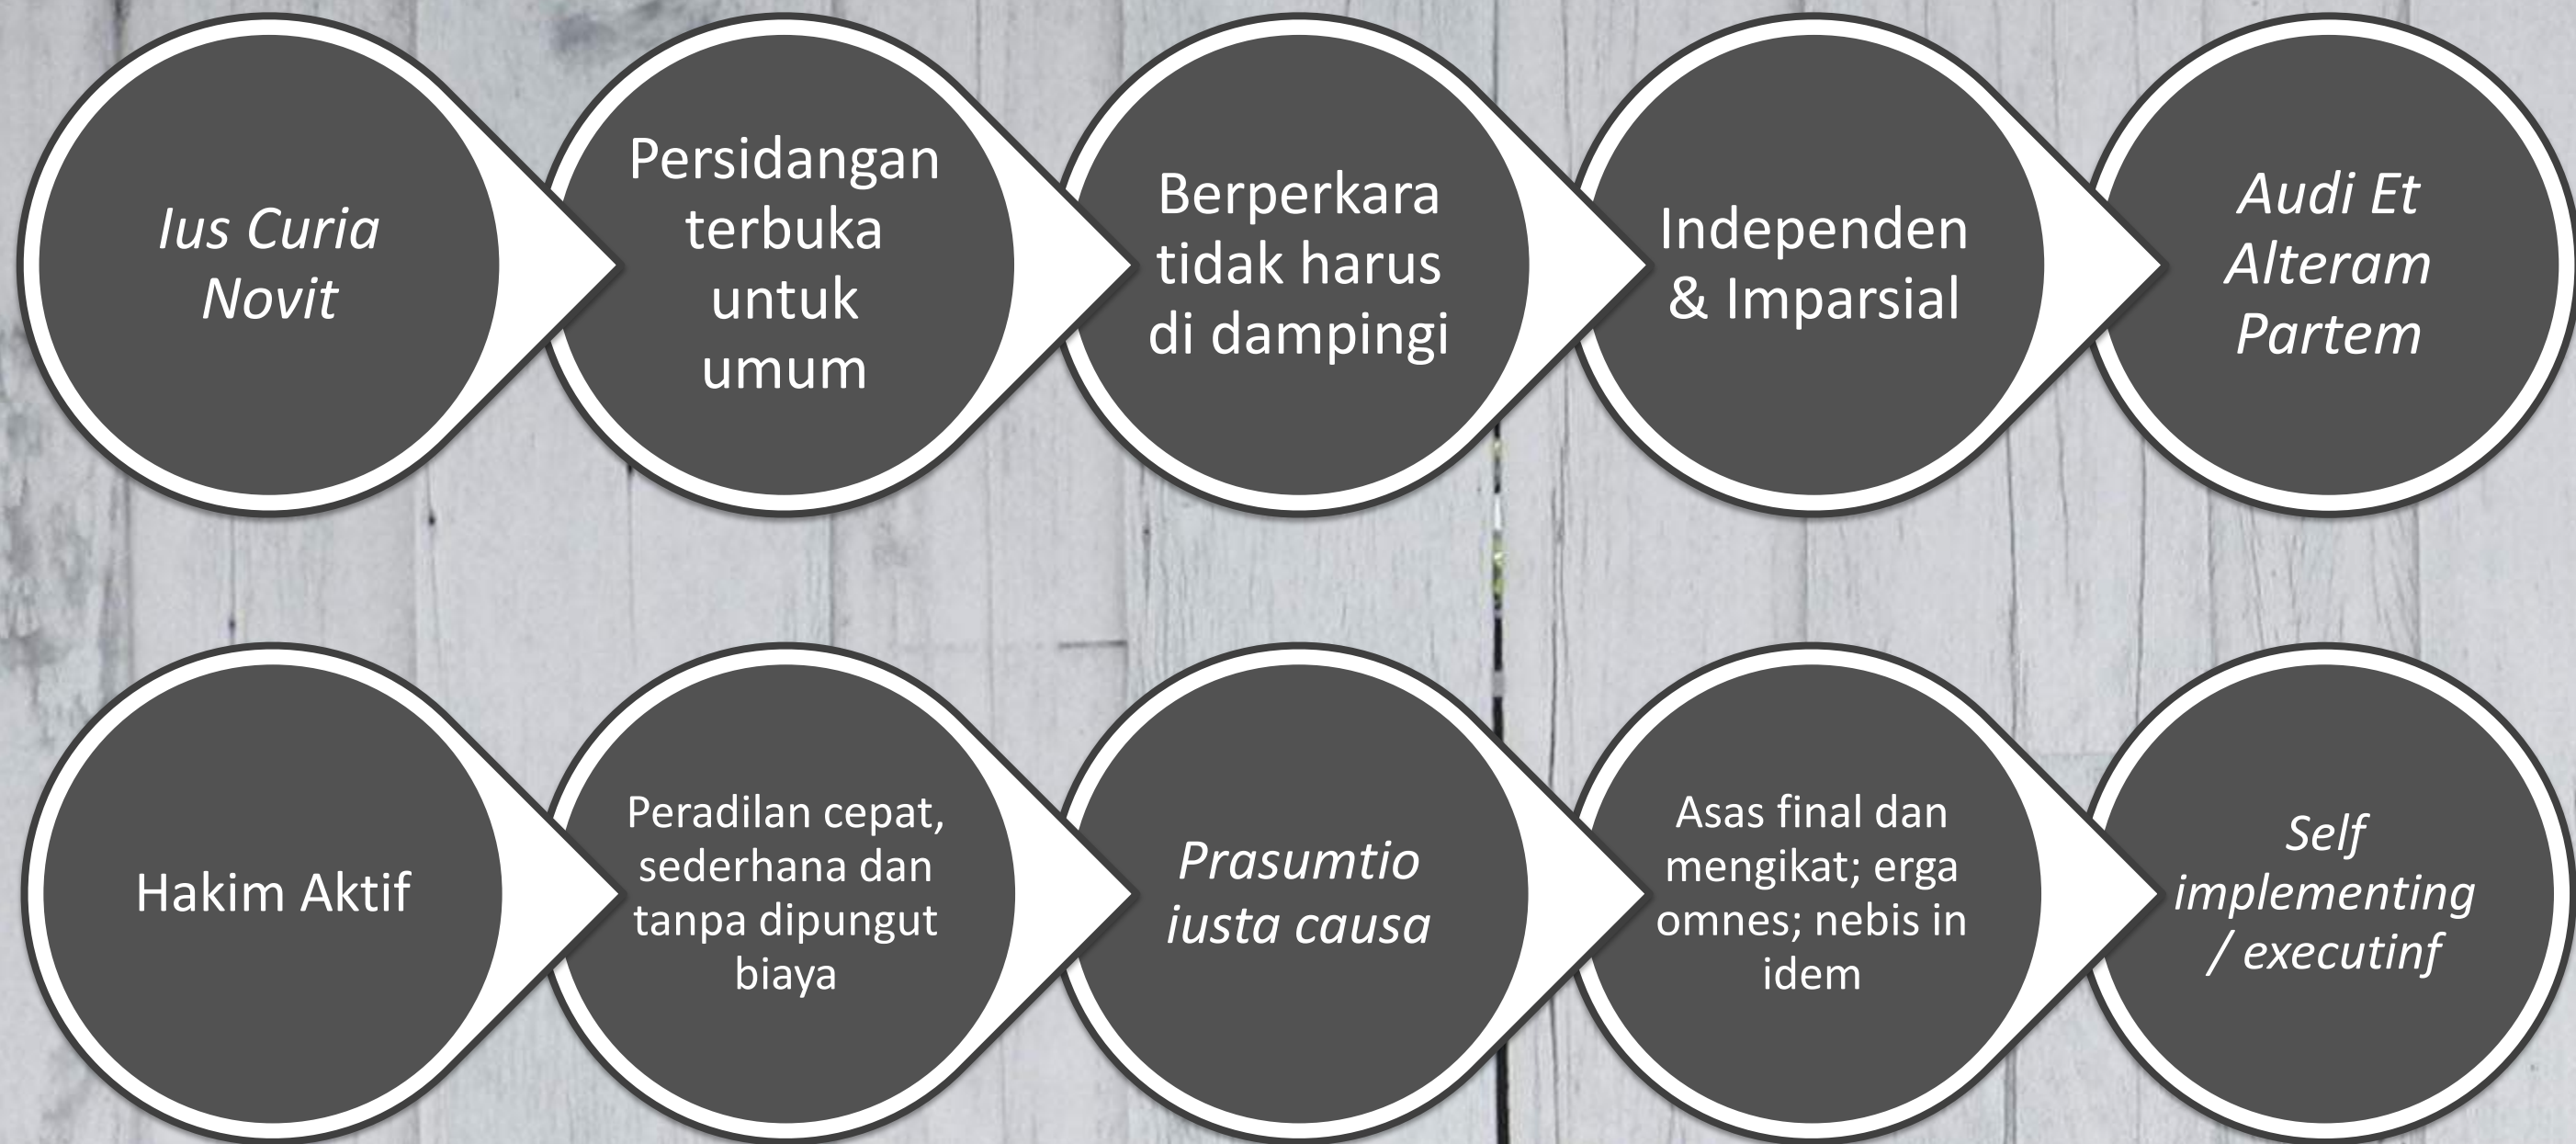 Ius Curia
Novit
Persidangan
terbuka
untuk
umum
Berperkara
tidak harus
di dampingi
Independen
& Imparsial
Audi Et
Alteram
Partem
Hakim Aktif
Peradilan cepat,
sederhana dan
tanpa dipungut
biaya
Prasumtio
iusta causa
Asas final dan
mengikat; erga
omnes; nebis in
idem
Self
implementing
/ executinf